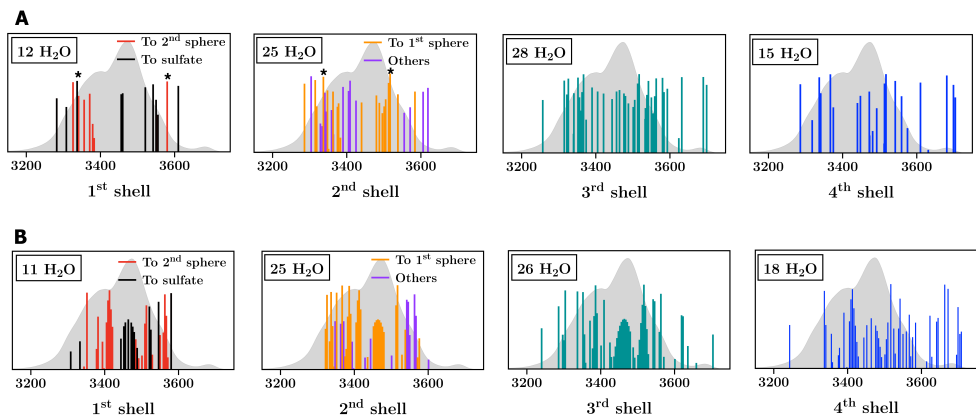 A
12 H₂O
To 2ⁿᵈ sphere
To sulfate
* *
3200 3400 3600
1ˢᵗ shell
25 H₂O
To 1ˢᵗ sphere
Others
* *
3200 3400 3600
2ⁿᵈ shell
28 H₂O
3200 3400 3600
3ʳᵈ shell
15 H₂O
3200 3400 3600
4ᵗʰ shell
B
11 H₂O
To 2ⁿᵈ sphere
To sulfate
3200 3400 3600
1ˢᵗ shell
25 H₂O
To 1ˢᵗ sphere
Others
3200 3400 3600
2ⁿᵈ shell
26 H₂O
3200 3400 3600
3ʳᵈ shell
18 H₂O
3200 3400 3600
4ᵗʰ shell